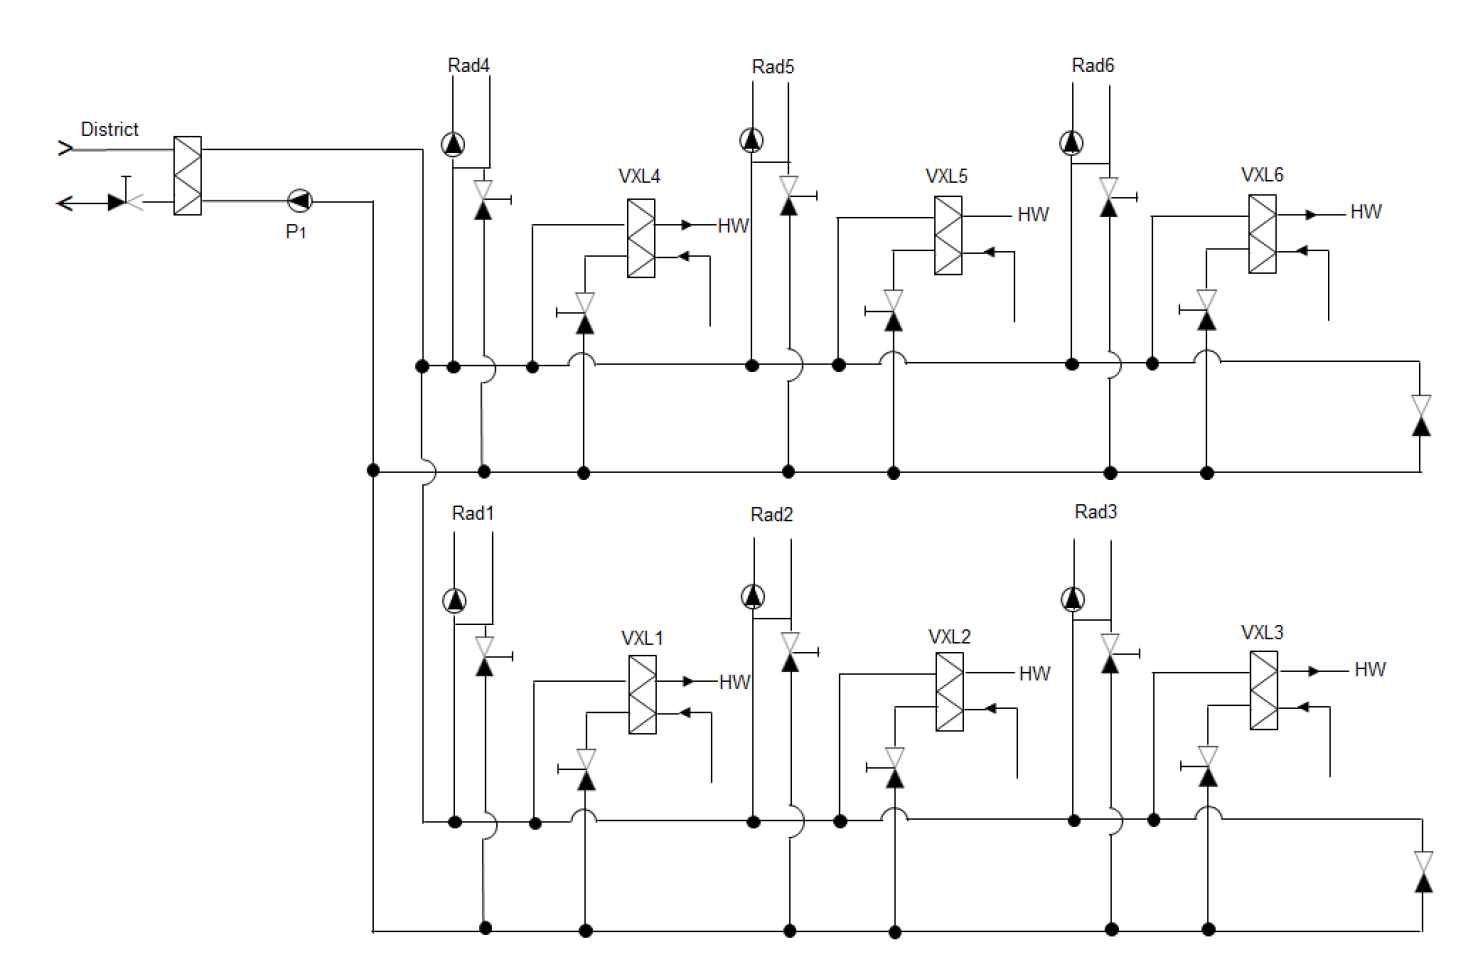 Rad4
Rad5
Rad6
District
VXL4
VXL5
VXL6
HW
HW
HW
P1
Rad1
Rad2
Rad3
VXL1
VXL2
VXL3
HW
HW
HW